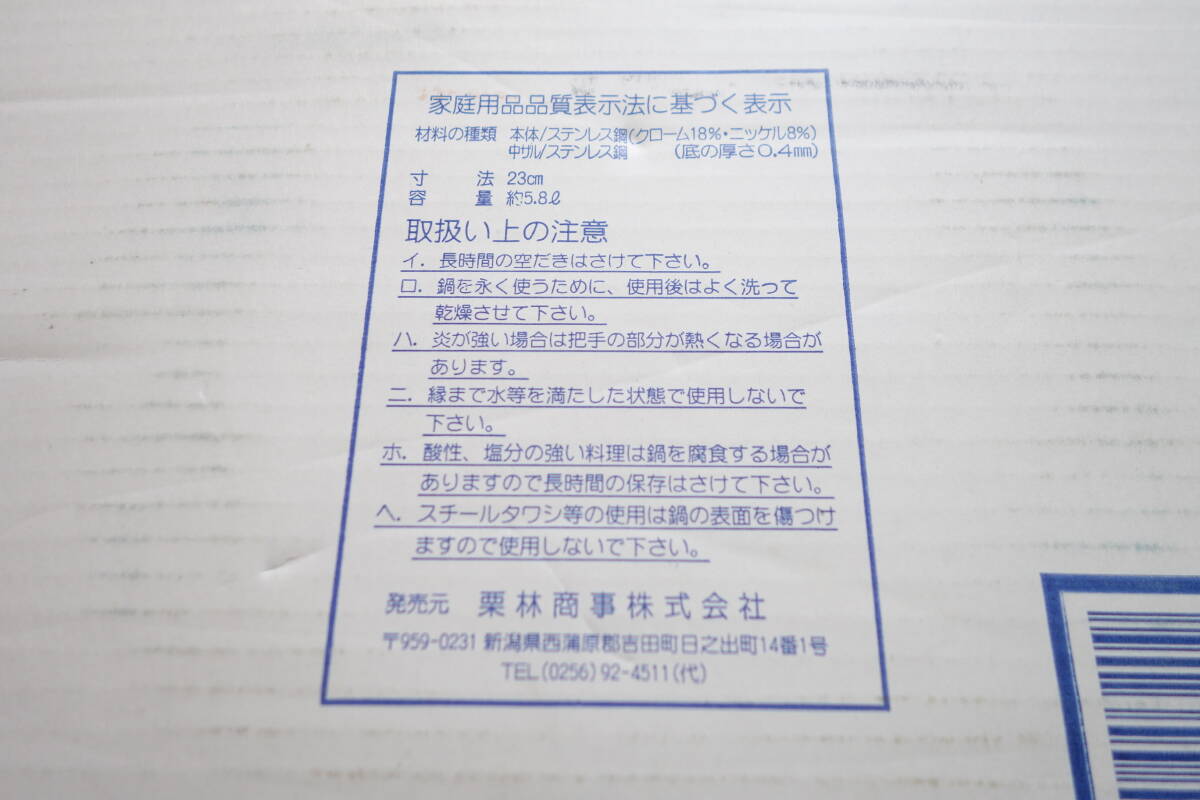 家庭用品品質表示法に基づく表示
材料の種類 本体/ステンレス鋼(クローム18%・ニッケル8%)
中ザル/ステンレス鋼 (底の厚さ0.4mm)
寸 法 23cm
容 量 約5.8ℓ
取扱い上の注意
イ. 長時間の空だきはさけて下さい。
ロ. 鍋を永く使うために、使用後はよく洗って
乾燥させて下さい。
ハ. 炎が強い場合は把手の部分が熱くなる場合が
あります。
ニ. 縁まで水等を満たした状態で使用しないで
下さい。
ホ. 酸性、塩分の強い料理は鍋を腐食する場合が
ありますので長時間の保存はさけて下さい。
ヘ. スチールタワシ等の使用は鍋の表面を傷つけ
ますので使用しないで下さい。
発売元 栗林商事株式会社
〒959-0231 新潟県西蒲原郡吉田町日之出町14番1号
TEL(0256)92-4511(代)